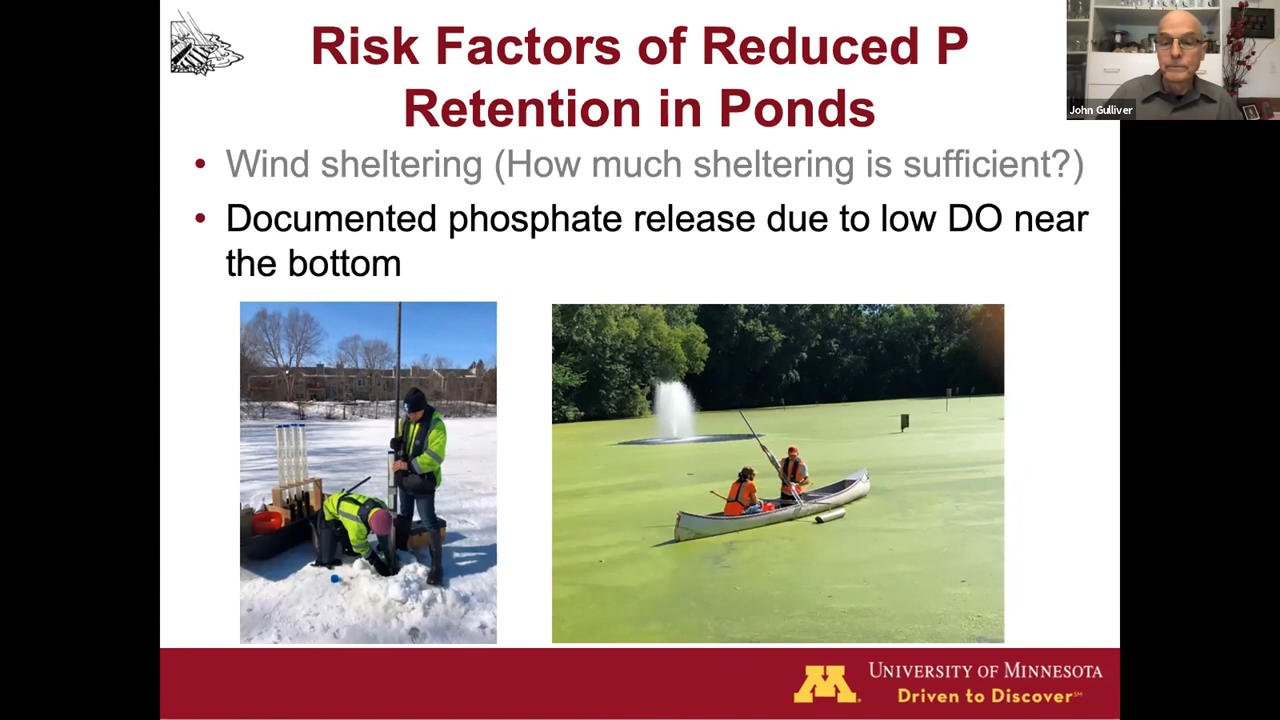 Risk Factors of Reduced P
Retention in Ponds
John Gulliver
• Wind sheltering (How much sheltering is sufficient?)
• Documented phosphate release due to low DO near
the bottom
M
UNIVERSITY OF MINNESOTA
Driven to Discover℠